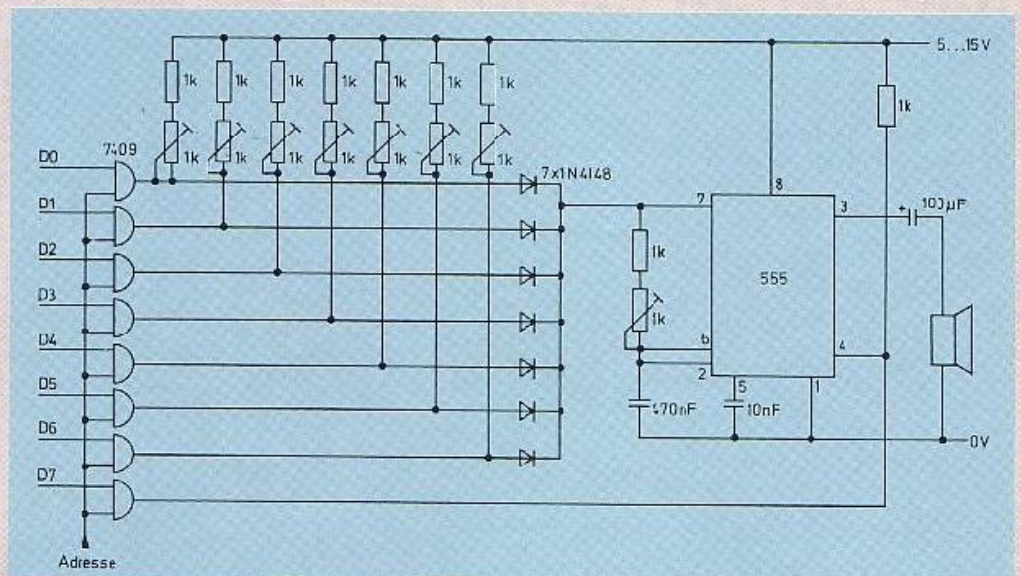 5...15V
1k 1k 1k 1k 1k 1k 1k 1k
7409
1k 1k 1k 1k 1k 1k 1k
D0
7x1N4148
D1
7 8 3 + 100µF
D2
1k 555
D3
1k
D4
6 4
2
D5
5 1
470nF 10nF
D6
0V
D7
Adresse